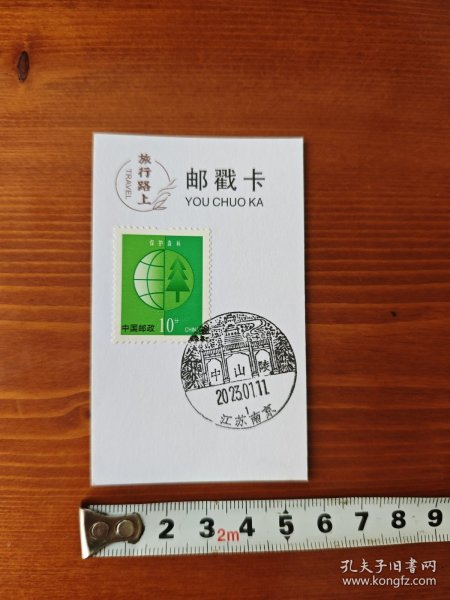 旅行路上
TRAVEL
邮戳卡
YOU CHUO KA
保护森林
中国邮政
10分
CHINA
中山陵
2023.01.11
1
江苏南京
2 3 4 5 6 7 8 9
2m
孔夫子旧书网
www.kongfz.com